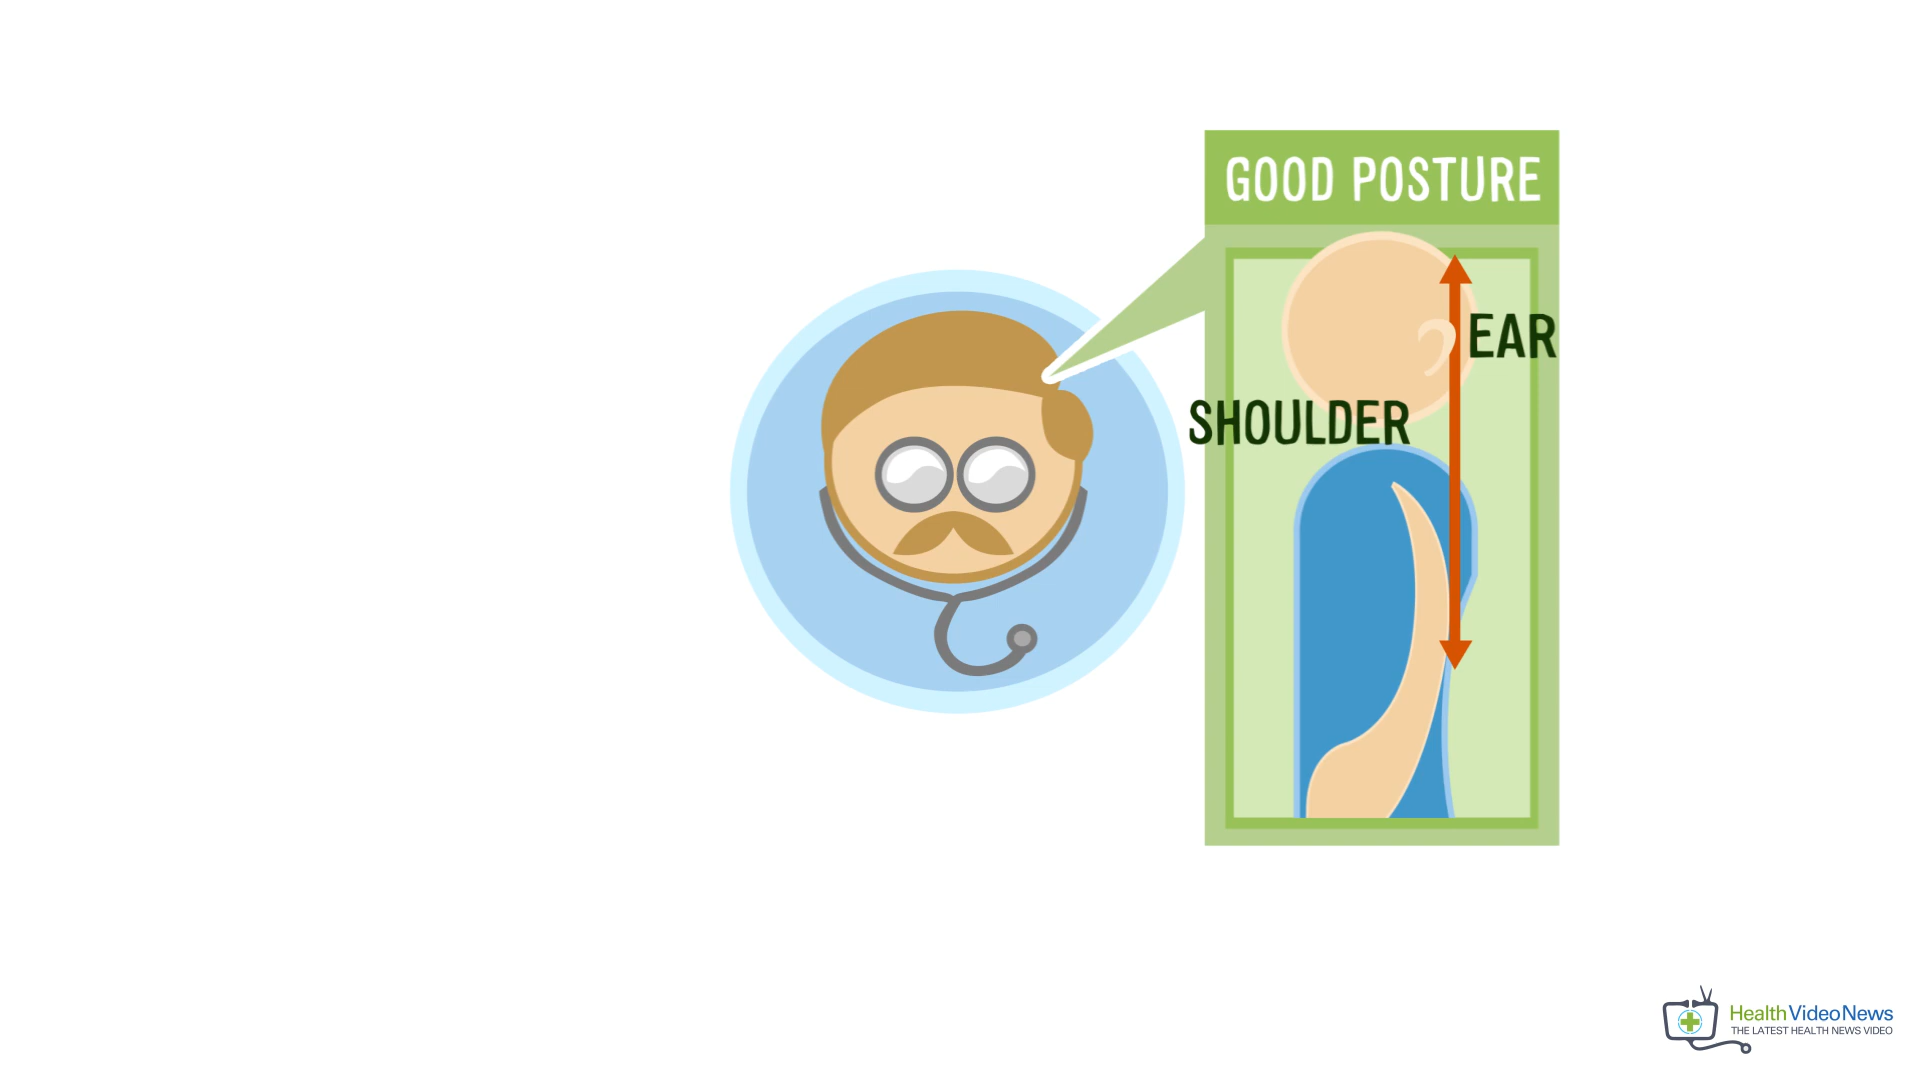 GOOD POSTURE
EAR
SHOULDER
HealthVideoNews
THE LATEST HEALTH NEWS VIDEO